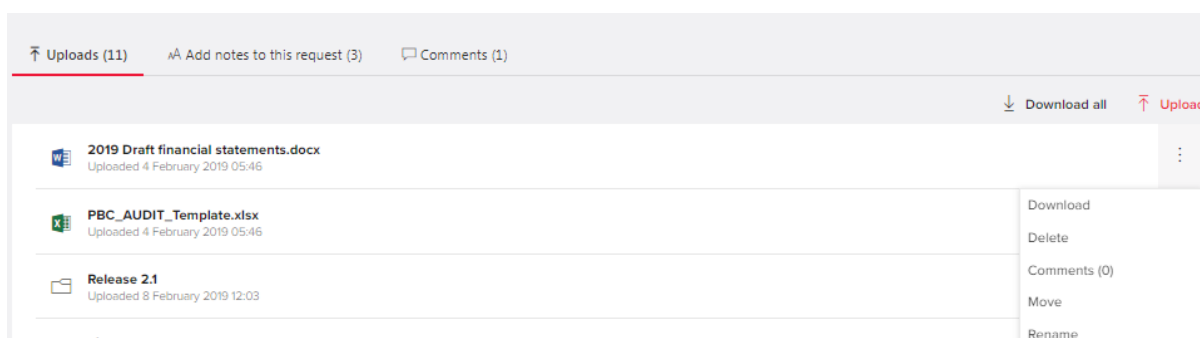 Uploads (11) Add notes to this request (3) Comments (1)
Download all
2019 Draft financial statements.docx
Uploaded 4 February 2019 05:46
PBC_AUDIT_Template.xlsx
Uploaded 4 February 2019 05:46
Release 2.1
Uploaded 8 February 2019 12:03
Download
Delete
Comments (0)
Move
Rename